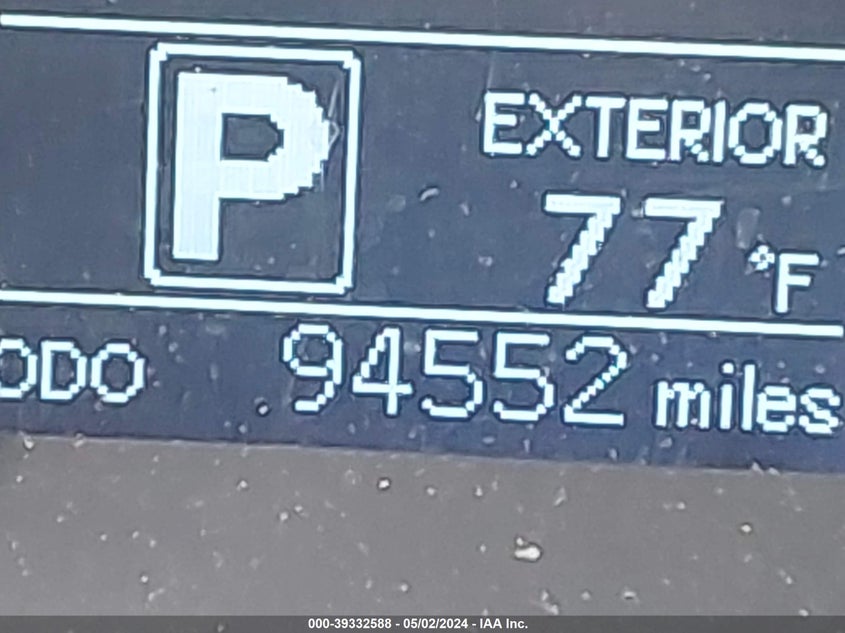 P
EXTERIOR
77 °F
ODO 94552 miles
000-39332588 - 05/02/2024 - IAA Inc.